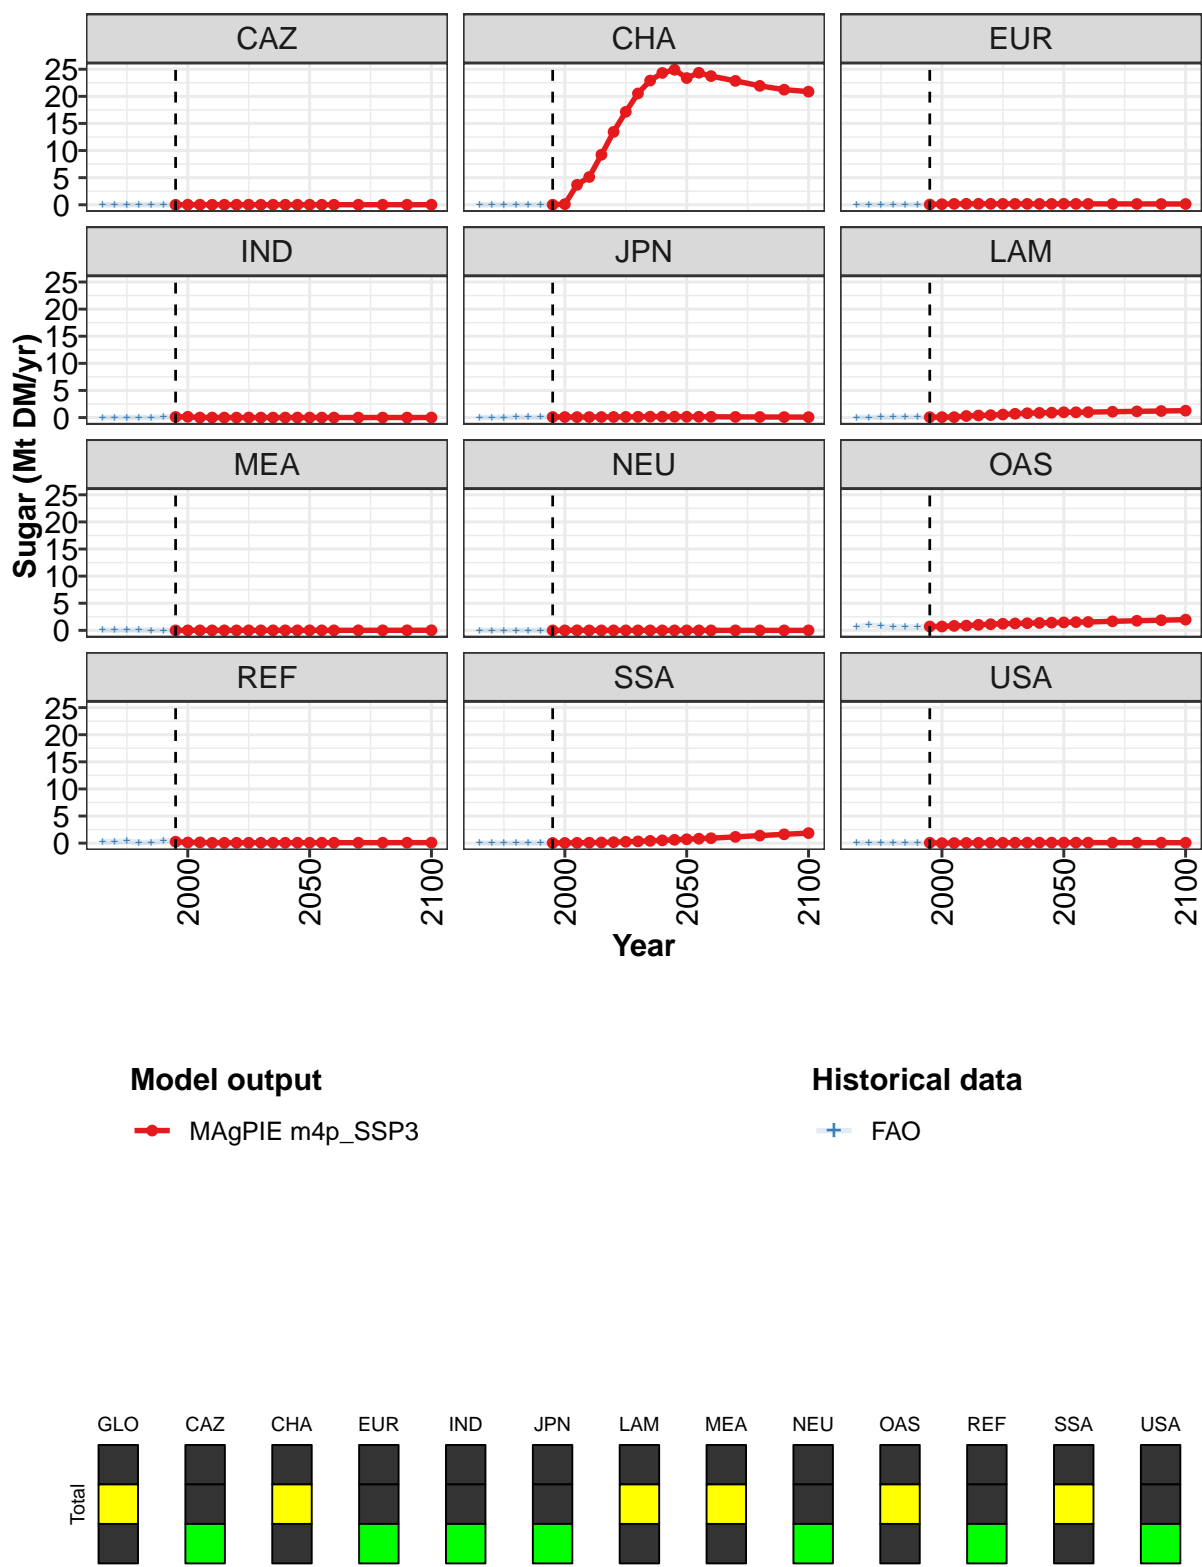 CAZ CHA EUR
25
20
15
10
5
0
IND JPN LAM
25
20
15
10
5
0
MEA NEU OAS
25
20
15
10
5
0
REF SSA USA
25
20
15
10
5
0
Sugar (Mt DM/yr)
2000 2050 2100 2000 2050 2100 2000 2050 2100
Year
Model output Historical data
MAgPIE m4p_SSP3 FAO
GLO CAZ CHA EUR IND JPN LAM MEA NEU OAS REF SSA USA
Total